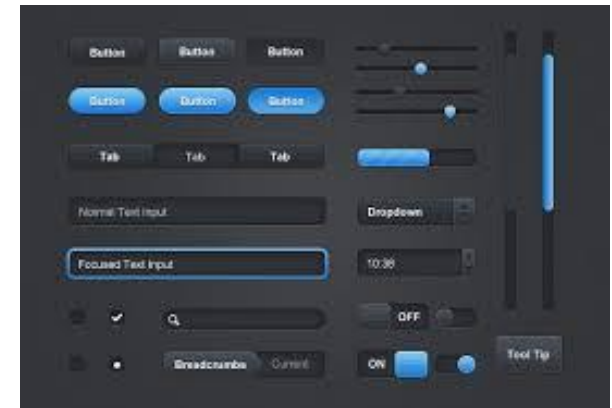 Button Button Button
Button Button Button
Tab Tab Tab
Normal Text Input
Dropdown
Focused Text Input
10:36
OFF
Breadcrumbs Current
ON
Tool Tip